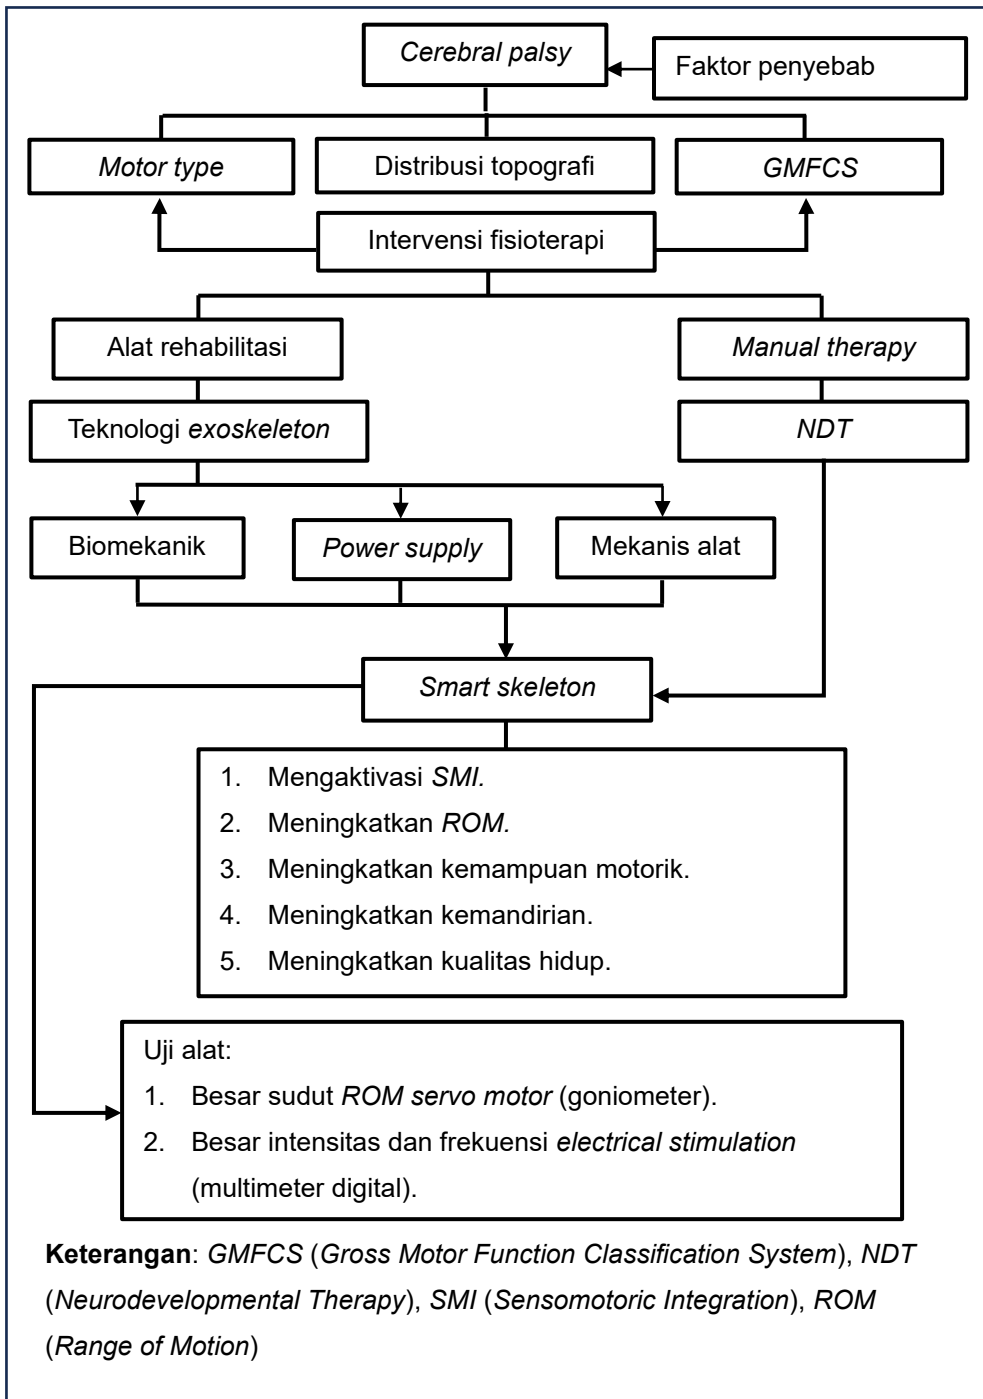 Cerebral palsy
Faktor penyebab
Motor type
Distribusi topografi
GMFCS
Intervensi fisioterapi
Alat rehabilitasi
Manual therapy
Teknologi exoskeleton
NDT
Biomekanik
Power supply
Mekanis alat
Smart skeleton
1. Mengaktivasi SMI.
2. Meningkatkan ROM.
3. Meningkatkan kemampuan motorik.
4. Meningkatkan kemandirian.
5. Meningkatkan kualitas hidup.
Uji alat:
1. Besar sudut ROM servo motor (goniometer).
2. Besar intensitas dan frekuensi electrical stimulation
(multimeter digital).
Keterangan: GMFCS (Gross Motor Function Classification System), NDT
(Neurodevelopmental Therapy), SMI (Sensomotoric Integration), ROM
(Range of Motion)